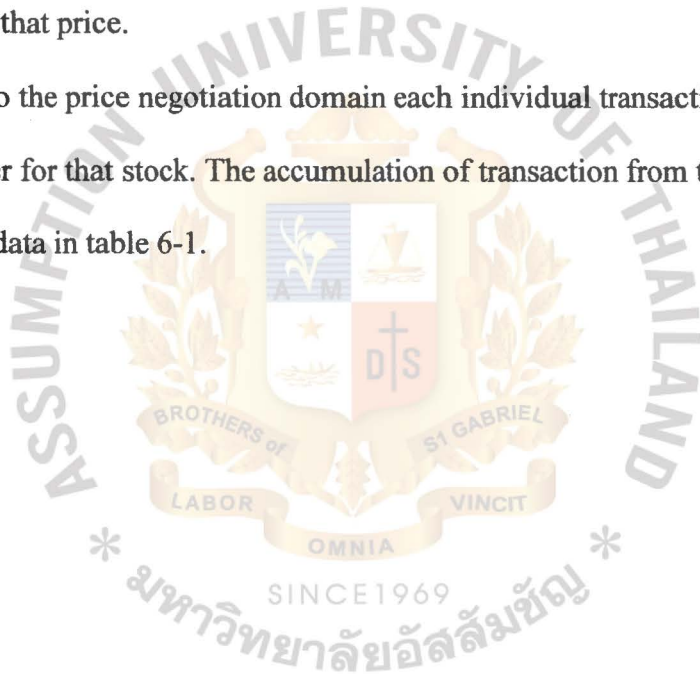 that price.
o the price negotiation domain each individual transact
r for that stock. The accumulation of transaction from t
data in table 6-1.
ASSUMPTION UNIVERSITY OF THAILAND
A M
D S
BROTHERS of
S1 GABRIEL
LABOR
VINCIT
OMNIA
* SINCE1969 *
มหาวิทยาลัยอัสสัมชัญ